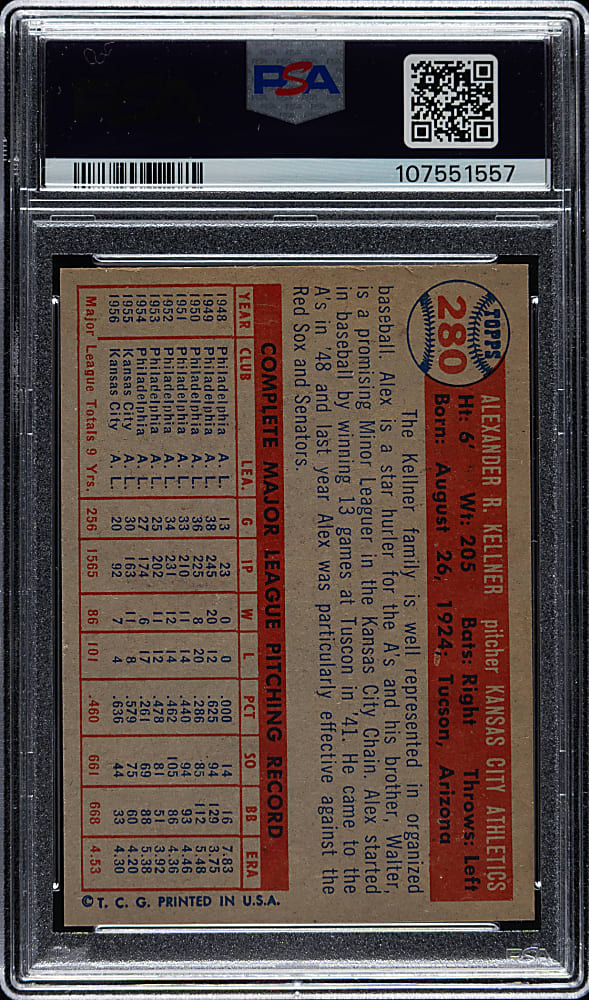 PSA
107551557
TOPPS
280
ALEXANDER R. KELLNER pitcher KANSAS CITY ATHLETICS
Ht: 6' Wt: 205 Bats: Right Throws: Left
Born: August 26, 1924, Tucson, Arizona
The Kellner family is well represented in organized
baseball. Alex is a star hurler for the A's and his brother, Walter,
is a promising Minor Leaguer in the Kansas City Chain. Alex started
in baseball by winning 13 games at Tuscon in '41. He came to the
A's in '48 and last year Alex was particularly effective against the
Red Sox and Senators.
COMPLETE MAJOR LEAGUE PITCHING RECORD
YEAR CLUB LEA. G IP W L PCT SO BB ERA
1948 Philadelphia A. L. 13 23 0 0 .000 14 16 7.83
1949 Philadelphia A. L. 38 245 20 12 .625 94 129 3.75
1950 Philadelphia A. L. 36 225 8 20 .286 85 112 5.48
1951 Philadelphia A. L. 33 210 11 14 .440 94 93 4.46
1952 Philadelphia A. L. 34 231 12 14 .462 105 86 4.36
1953 Philadelphia A. L. 25 202 11 12 .478 81 51 3.92
1954 Philadelphia A. L. 27 174 6 17 .261 69 88 5.38
1955 Kansas City A. L. 30 163 11 8 .579 75 60 4.20
1956 Kansas City A. L. 20 92 7 4 .636 44 33 4.30
Major League Totals 9 Yrs. 256 1565 86 101 .460 661 668 4.53
© T. C. G. PRINTED IN U.S.A.
PSA